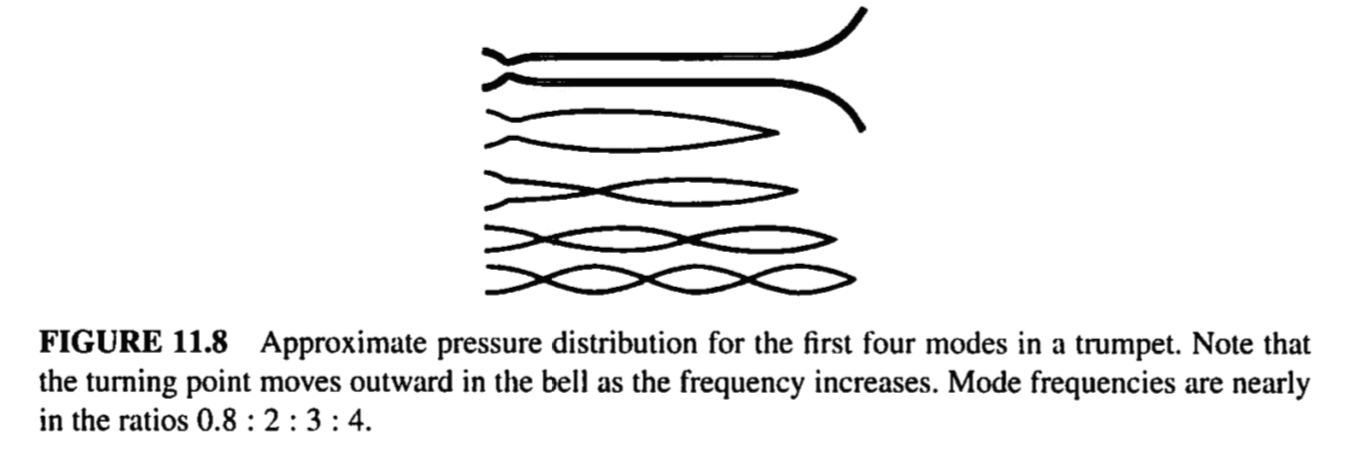 FIGURE 11.8 Approximate pressure distribution for the first four modes in a trumpet. Note that
the turning point moves outward in the bell as the frequency increases. Mode frequencies are nearly
in the ratios 0.8 : 2 : 3 : 4.